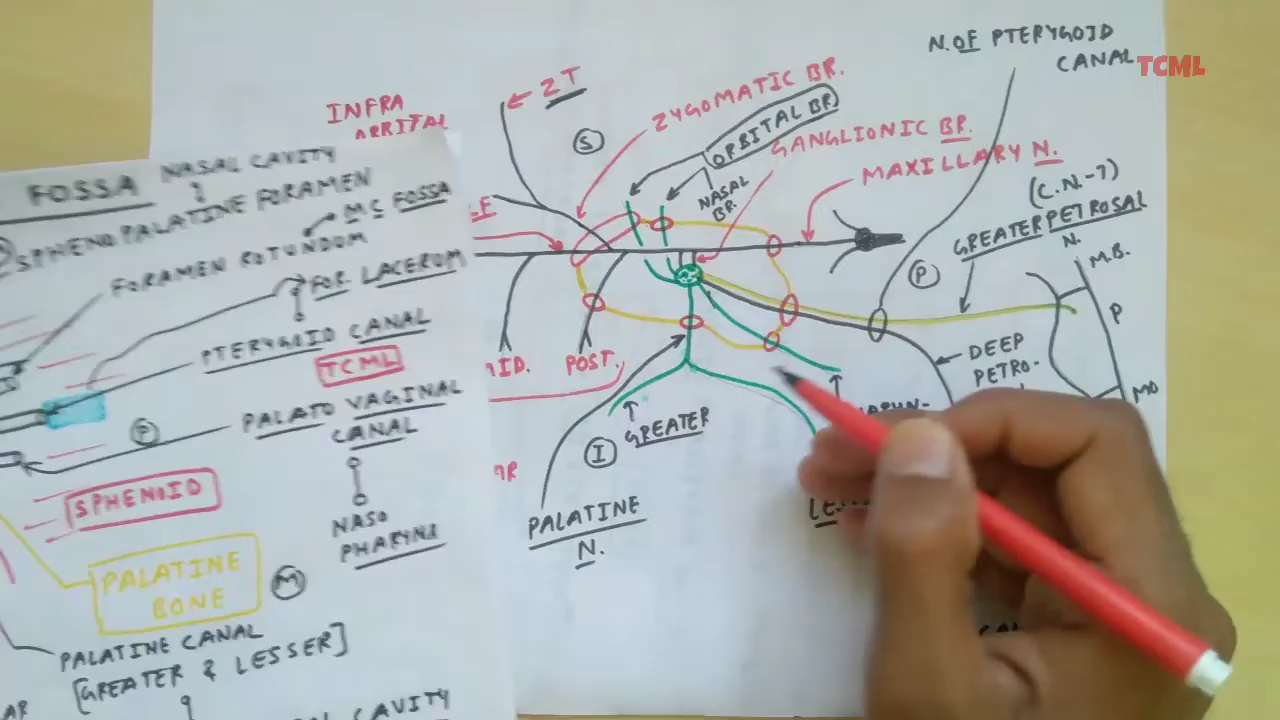 FOSSA
NASAL CAVITY
SPHENOPALATINE FORAMEN
FORAMEN ROTUNDUM
M C FOSSA
FOR. LACERUM
PTERYGOID CANAL
TCML
PALATO VAGINAL
CANAL
P
SPHENOID
NASO
PHARYNX
PALATINE
BONE
M
PALATINE CANAL
[GREATER & LESSER]
CAVITY
INFRA
ORBITAL
ZT
S
ZYGOMATIC BR.
ORBITAL BR.
NASAL
BR.
GANGLIONIC BR.
MAXILLARY N.
N. OF PTERYGOID
CANAL
TCML
(C.N-7)
GREATER PETROSAL
N.
P
M.B.
P
MO
DEEP
PETRO-
POST.
GREATER
I
PALATINE
N.